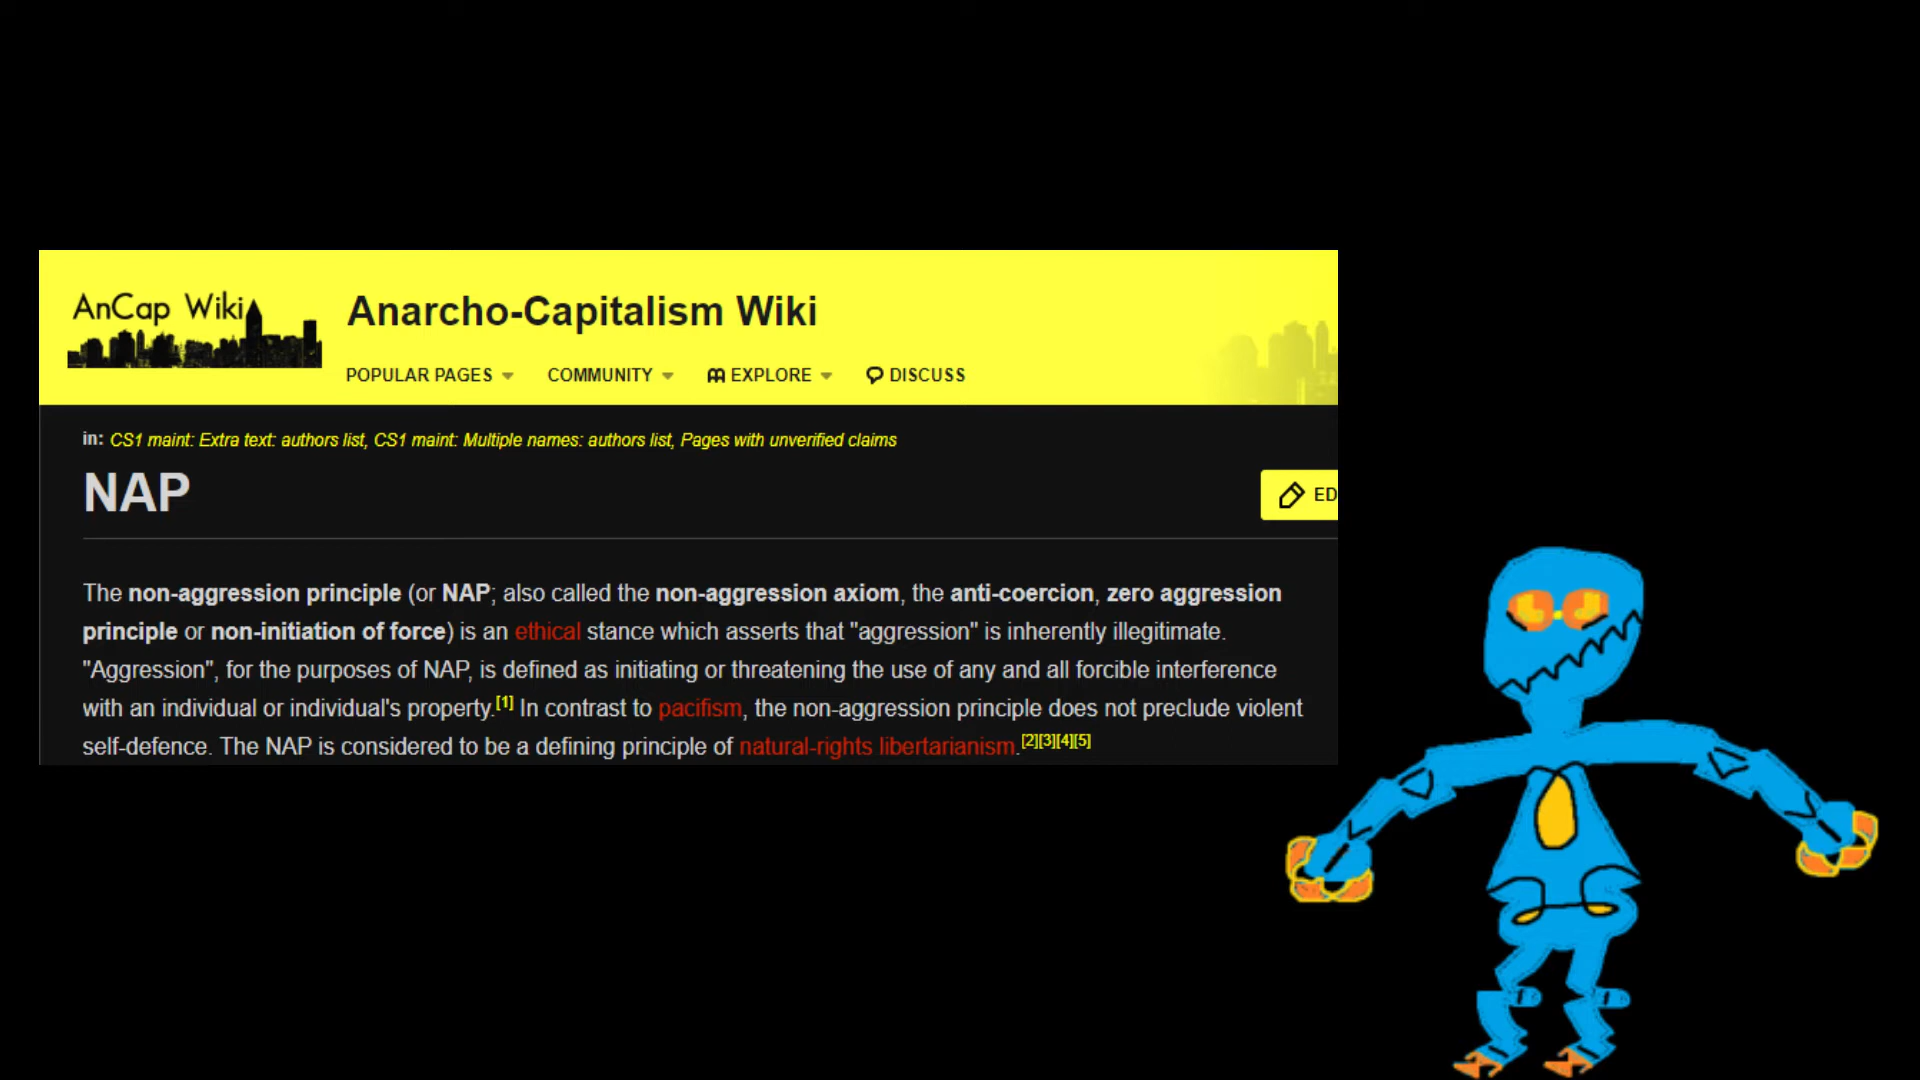 AnCap Wiki
Anarcho-Capitalism Wiki
POPULAR PAGES COMMUNITY EXPLORE DISCUSS
in: CS1 maint: Extra text: authors list, CS1 maint: Multiple names: authors list, Pages with unverified claims
NAP
ED
The non-aggression principle (or NAP; also called the non-aggression axiom, the anti-coercion, zero aggression
principle or non-initiation of force) is an ethical stance which asserts that "aggression" is inherently illegitimate.
"Aggression", for the purposes of NAP, is defined as initiating or threatening the use of any and all forcible interference
with an individual or individual's property.[1] In contrast to pacifism, the non-aggression principle does not preclude violent
self-defence. The NAP is considered to be a defining principle of natural-rights libertarianism.[2][3][4][5]